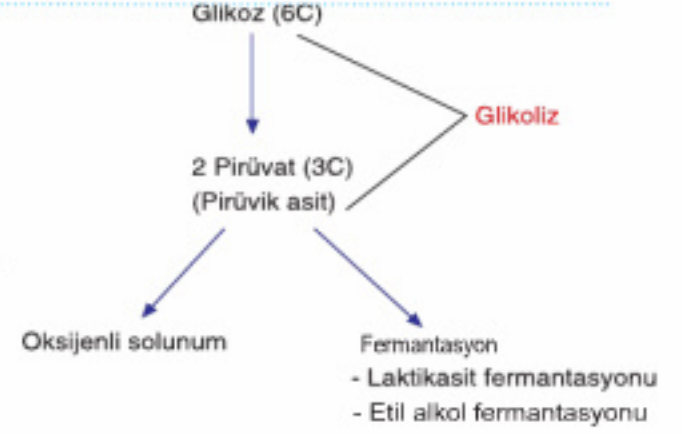 Glikoz (6C)
Glikoliz
2 Pirüvat (3C)
(Pirüvik asit)
Oksijenli solunum
Fermantasyon
- Laktikasit fermantasyonu
- Etil alkol fermantasyonu